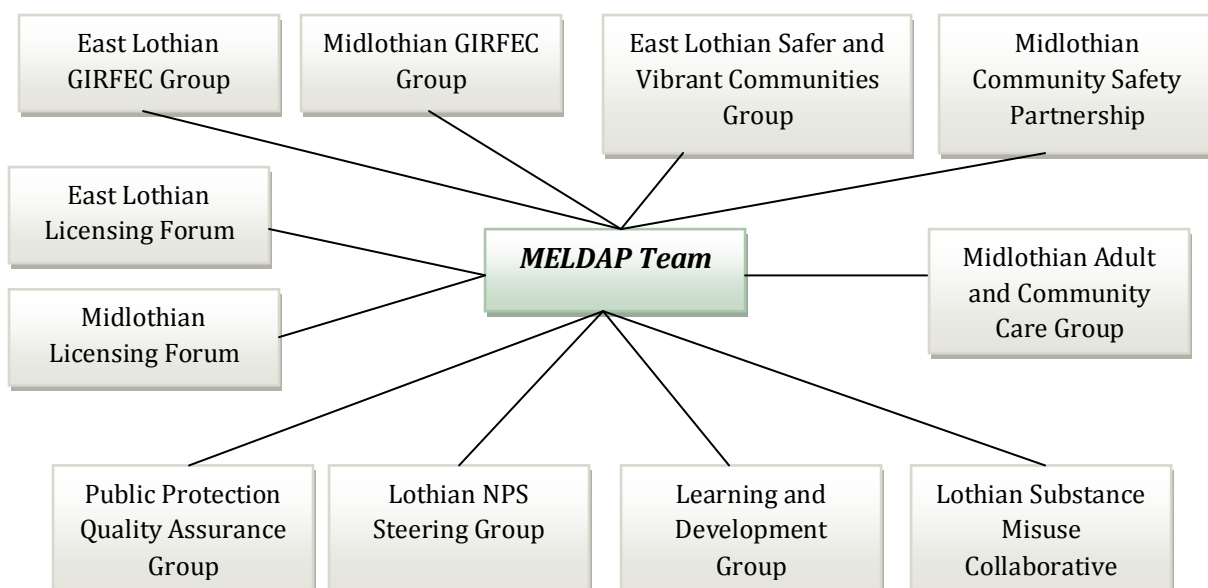 East Lothian
GIRFEC Group
Midlothian GIRFEC
Group
East Lothian Safer and
Vibrant Communities
Group
Midlothian
Community Safety
Partnership
East Lothian
Licensing Forum
MELDAP Team
Midlothian Adult
and Community
Care Group
Midlothian
Licensing Forum
Public Protection
Quality Assurance
Group
Lothian NPS
Steering Group
Learning and
Development
Group
Lothian Substance
Misuse
Collaborative